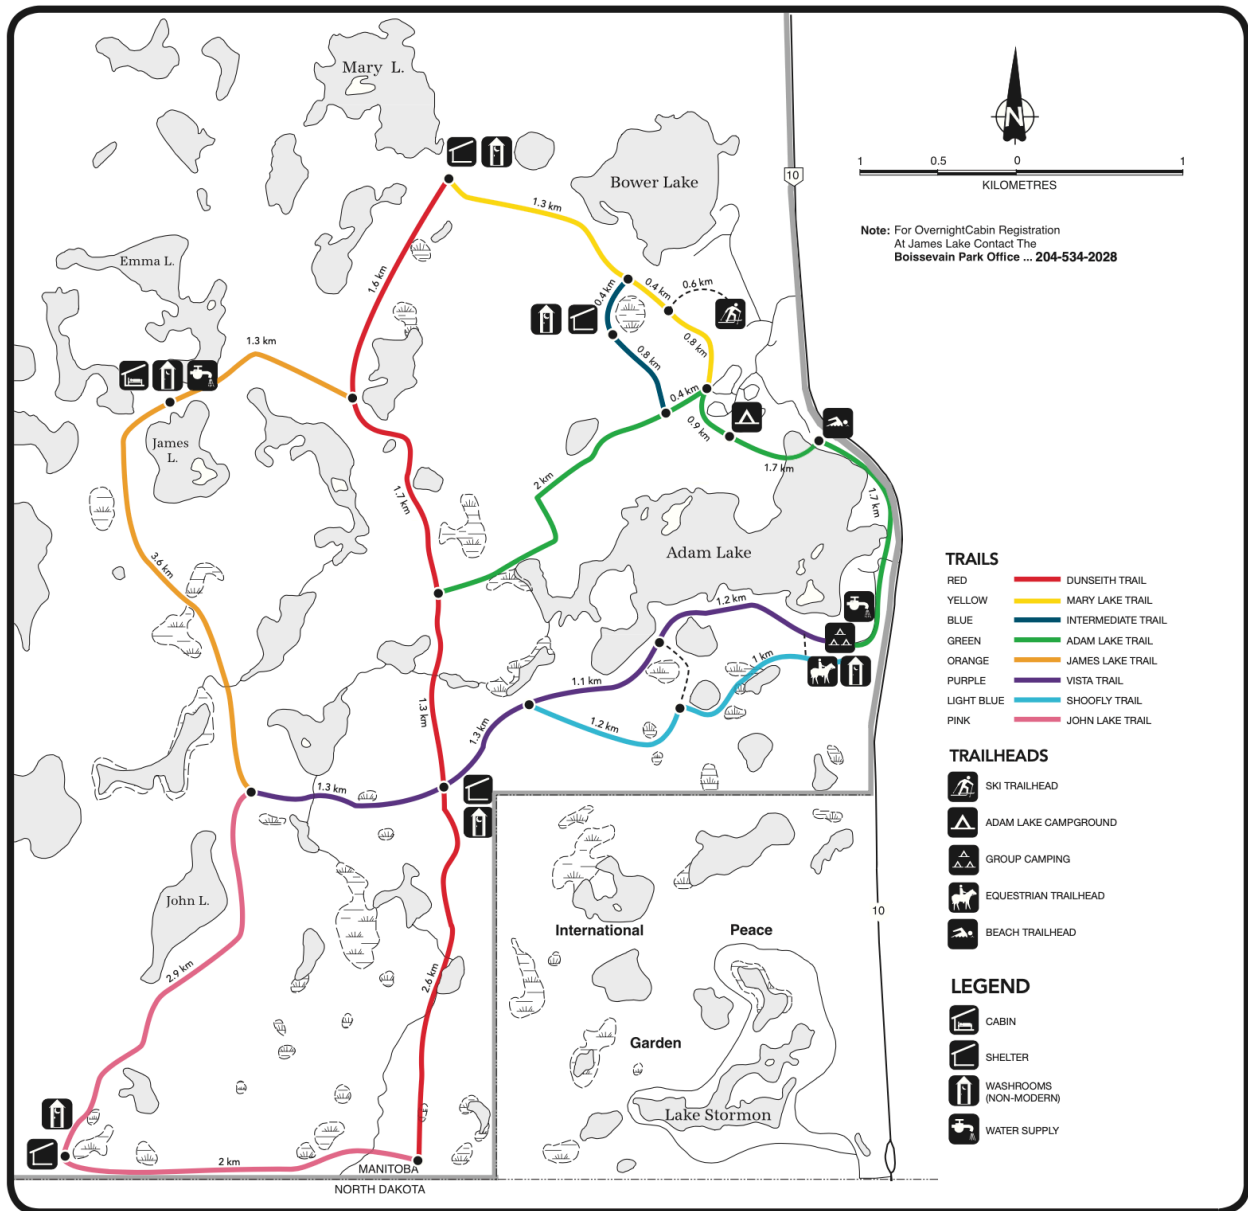 Mary L.
Bower Lake
10
N
1
0.5
0
1
KILOMETRES
Note: For OvernightCabin Registration
At James Lake Contact The
Boissevain Park Office ... 204-534-2028
1.3 km
1.6 km
Emma L.
0.4 km
0.4 km
0.6 km
1.3 km
0.8 km
0.8 km
0.4 km
James
L.
0.9 km
1.7 km
1.7 km
2 km
1.7 km
Adam Lake
3.6 km
1.2 km
1 km
1.1 km
1.3 km
1.3 km
1.2 km
1.3 km
TRAILS
RED DUNSEITH TRAIL
YELLOW MARY LAKE TRAIL
BLUE INTERMEDIATE TRAIL
GREEN ADAM LAKE TRAIL
ORANGE JAMES LAKE TRAIL
PURPLE VISTA TRAIL
LIGHT BLUE SHOOFLY TRAIL
PINK JOHN LAKE TRAIL
TRAILHEADS
SKI TRAILHEAD
ADAM LAKE CAMPGROUND
GROUP CAMPING
EQUESTRIAN TRAILHEAD
BEACH TRAILHEAD
John L.
10
International Peace
2.9 km
2.6 km
Garden
LEGEND
CABIN
SHELTER
WASHROOMS
(NON-MODERN)
WATER SUPPLY
Lake Stormon
2 km
MANITOBA
NORTH DAKOTA